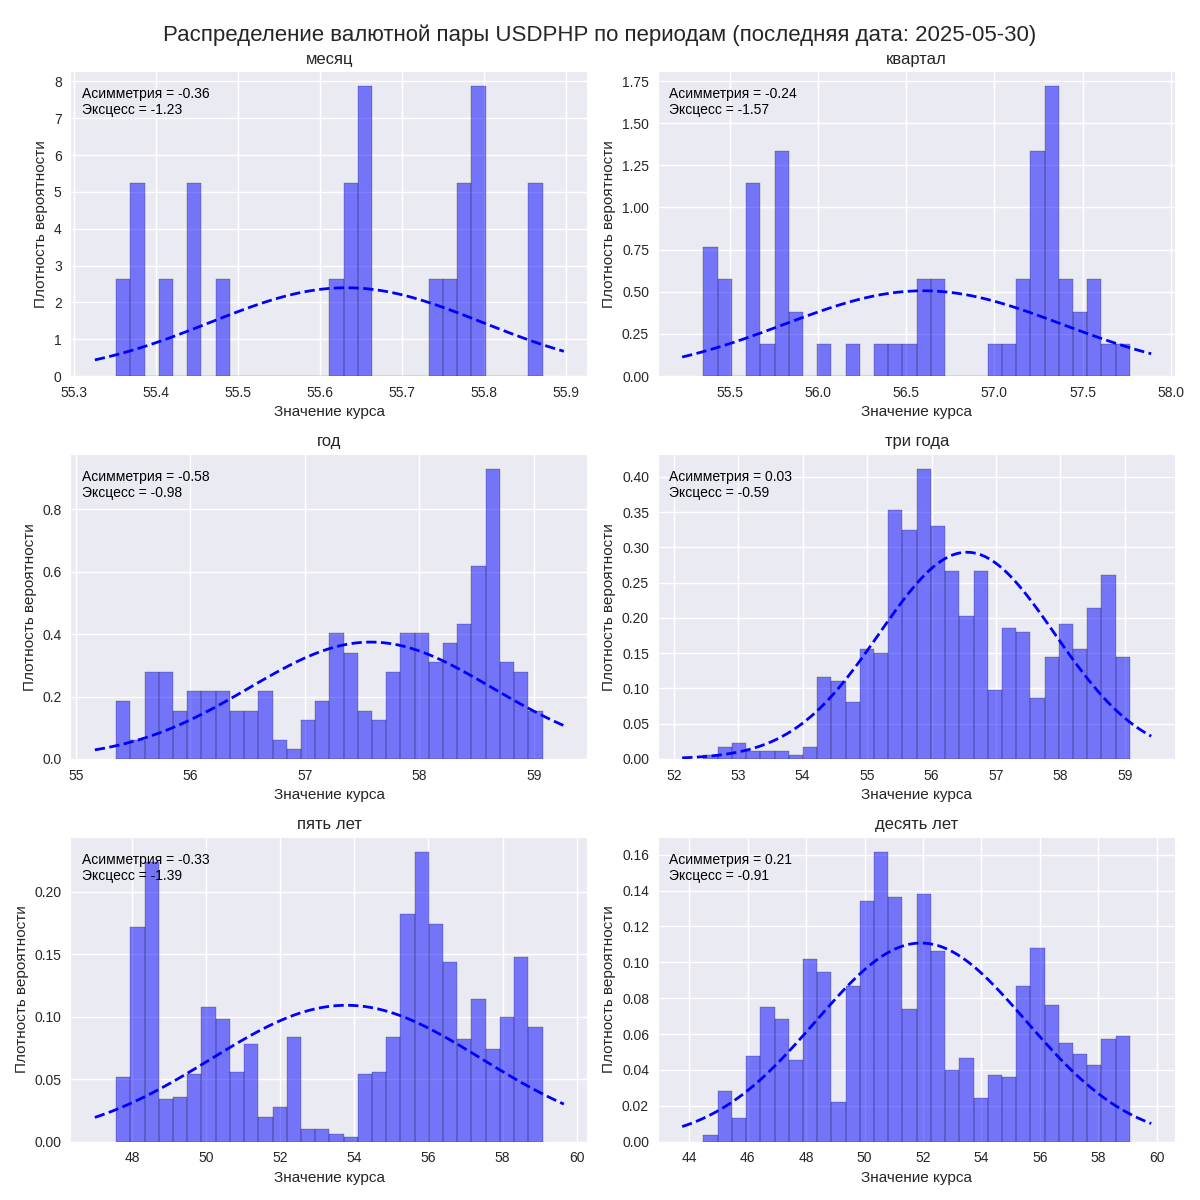 Распределение валютной пары USDPHP по периодам (последняя дата: 2025-05-30)
месяц
Асимметрия = -0.36
Эксцесс = -1.23
Плотность вероятности
8
7
6
5
4
3
2
1
0
55.3 55.4 55.5 55.6 55.7 55.8 55.9
Значение курса
квартал
Асимметрия = -0.24
Эксцесс = -1.57
Плотность вероятности
1.75
1.50
1.25
1.00
0.75
0.50
0.25
0.00
55.5 56.0 56.5 57.0 57.5 58.0
Значение курса
год
Асимметрия = -0.58
Эксцесс = -0.98
Плотность вероятности
0.8
0.6
0.4
0.2
0.0
55 56 57 58 59
Значение курса
три года
Асимметрия = 0.03
Эксцесс = -0.59
Плотность вероятности
0.40
0.35
0.30
0.25
0.20
0.15
0.10
0.05
0.00
52 53 54 55 56 57 58 59
Значение курса
пять лет
Асимметрия = -0.33
Эксцесс = -1.39
Плотность вероятности
0.20
0.15
0.10
0.05
0.00
48 50 52 54 56 58 60
Значение курса
десять лет
Асимметрия = 0.21
Эксцесс = -0.91
Плотность вероятности
0.16
0.14
0.12
0.10
0.08
0.06
0.04
0.02
0.00
44 46 48 50 52 54 56 58 60
Значение курса